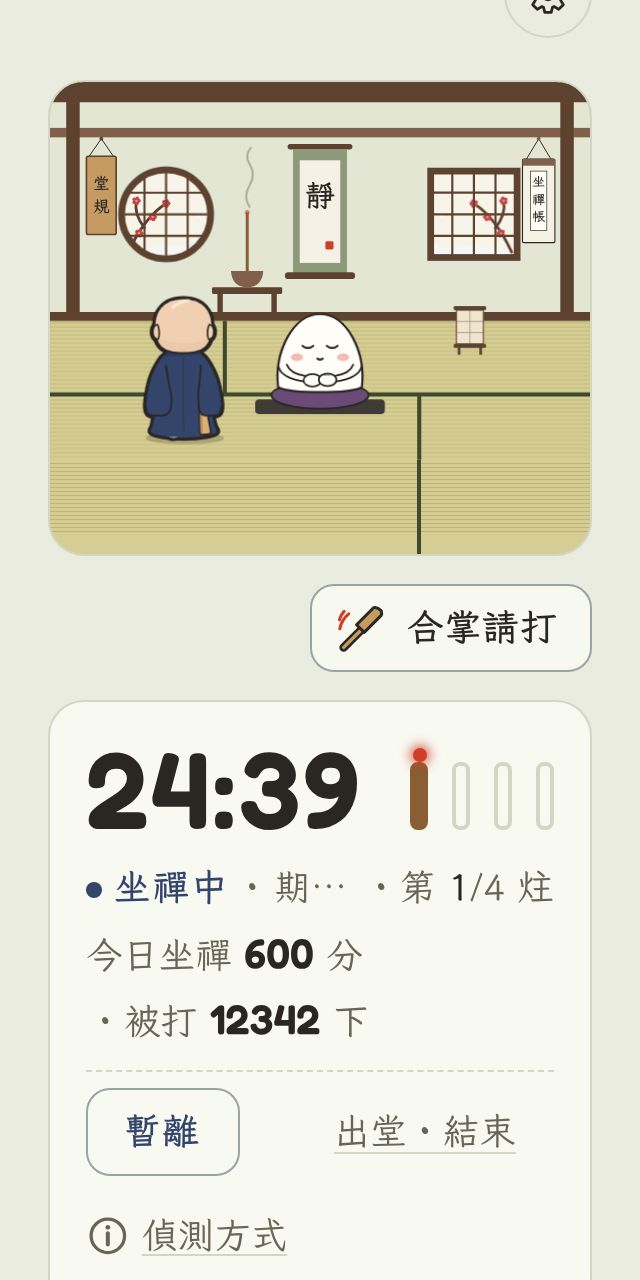 堂規
靜
坐禪帳
合掌請打
24:39
坐禪中 · 期… · 第 1/4 炷
今日坐禪 600 分
· 被打 12342 下
暫離
出堂・結束
偵測方式